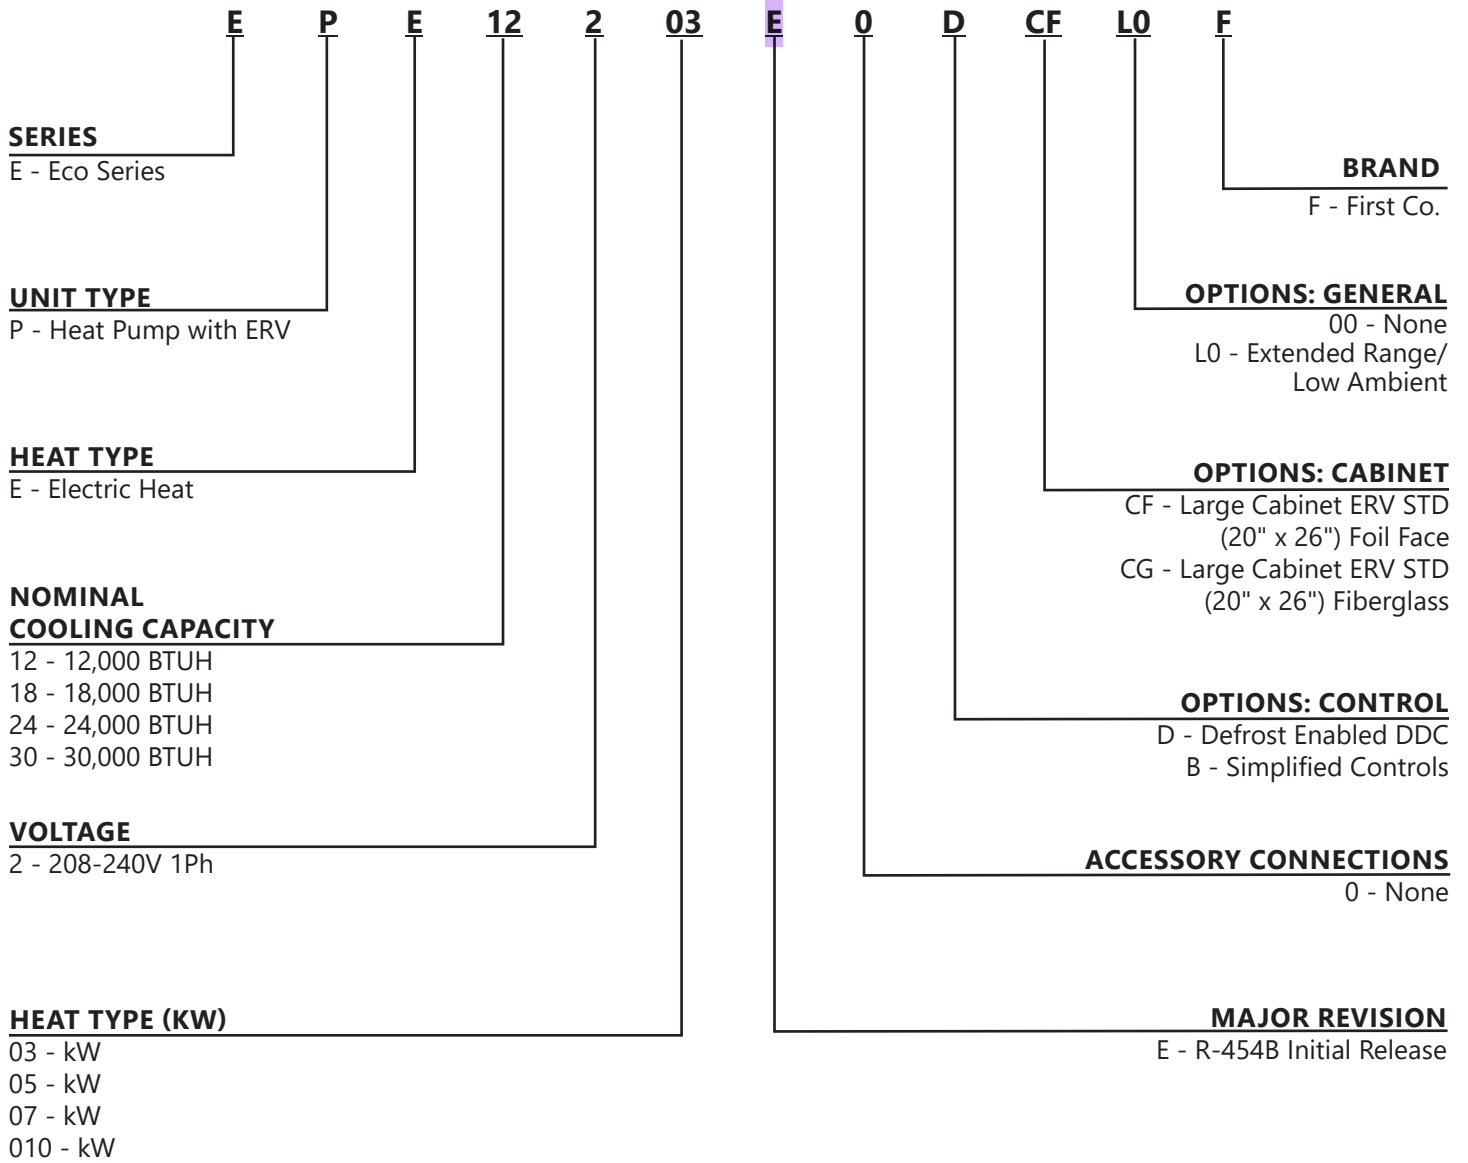 E P E 12 2 03 E 0 D CF L0 F
SERIES
E - Eco Series
UNIT TYPE
P - Heat Pump with ERV
HEAT TYPE
E - Electric Heat
NOMINAL
COOLING CAPACITY
12 - 12,000 BTUH
18 - 18,000 BTUH
24 - 24,000 BTUH
30 - 30,000 BTUH
VOLTAGE
2 - 208-240V 1Ph
HEAT TYPE (KW)
03 - kW
05 - kW
07 - kW
010 - kW
BRAND
F - First Co.
OPTIONS: GENERAL
00 - None
L0 - Extended Range/
Low Ambient
OPTIONS: CABINET
CF - Large Cabinet ERV STD
(20" x 26") Foil Face
CG - Large Cabinet ERV STD
(20" x 26") Fiberglass
OPTIONS: CONTROL
D - Defrost Enabled DDC
B - Simplified Controls
ACCESSORY CONNECTIONS
0 - None
MAJOR REVISION
E - R-454B Initial Release